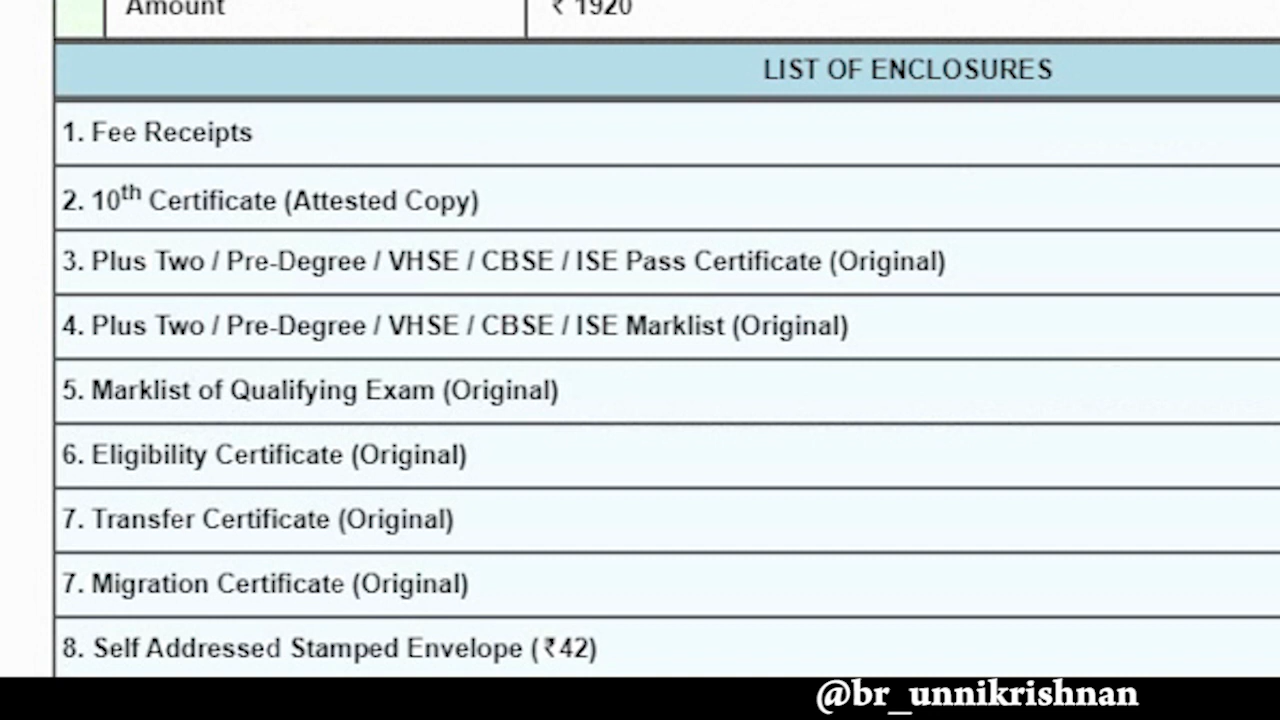 Amount ₹ 1920
LIST OF ENCLOSURES
1. Fee Receipts
2. 10th Certificate (Attested Copy)
3. Plus Two / Pre-Degree / VHSE / CBSE / ISE Pass Certificate (Original)
4. Plus Two / Pre-Degree / VHSE / CBSE / ISE Marklist (Original)
5. Marklist of Qualifying Exam (Original)
6. Eligibility Certificate (Original)
7. Transfer Certificate (Original)
7. Migration Certificate (Original)
8. Self Addressed Stamped Envelope (₹42)
@br_unnikrishnan